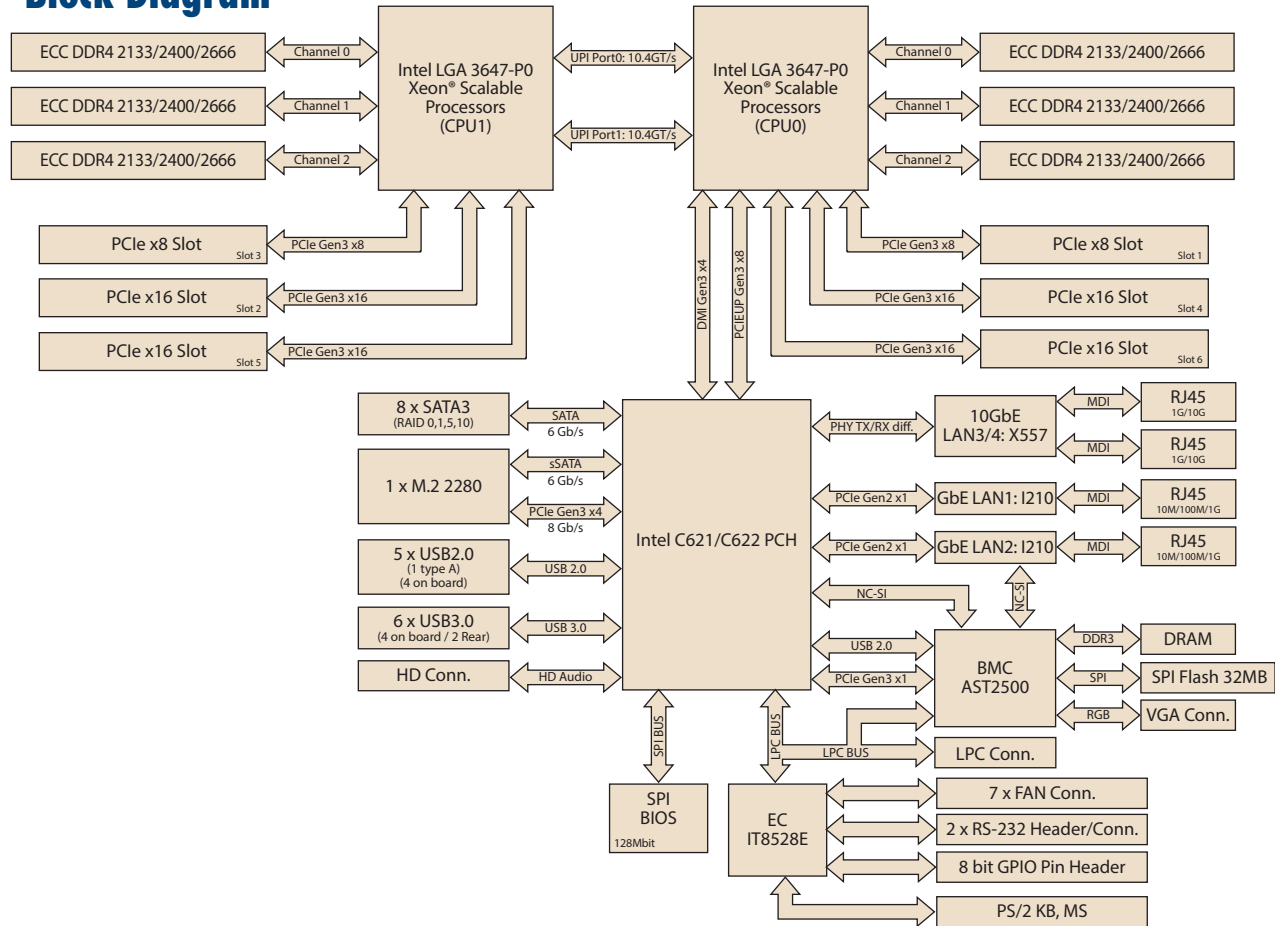 Block Diagram
ECC DDR4 2133/2400/2666
Channel 0
Intel LGA 3647-P0
Xeon® Scalable
Processors
(CPU1)
UPI Port0: 10.4GT/s
Intel LGA 3647-P0
Xeon® Scalable
Processors
(CPU0)
Channel 0
ECC DDR4 2133/2400/2666
ECC DDR4 2133/2400/2666
Channel 1
Channel 1
ECC DDR4 2133/2400/2666
UPI Port1: 10.4GT/s
ECC DDR4 2133/2400/2666
Channel 2
Channel 2
ECC DDR4 2133/2400/2666
PCIe x8 Slot
Slot 3
PCIe Gen3 x8
DMI Gen3 x4
PCIEUP Gen3 x8
PCIe Gen3 x8
PCIe x8 Slot
Slot 1
PCIe x16 Slot
Slot 2
PCIe Gen3 x16
PCIe Gen3 x16
PCIe x16 Slot
Slot 4
PCIe x16 Slot
Slot 5
PCIe Gen3 x16
PCIe Gen3 x16
PCIe x16 Slot
Slot 6
8 x SATA3
(RAID 0,1,5,10)
SATA
6 Gb/s
1 x M.2 2280
sSATA
6 Gb/s
PCIe Gen3 x4
8 Gb/s
5 x USB2.0
(1 type A)
(4 on board)
USB 2.0
6 x USB3.0
(4 on board / 2 Rear)
USB 3.0
HD Conn.
HD Audio
Intel C621/C622 PCH
PHY TX/RX diff.
10GbE
LAN3/4: X557
MDI
RJ45
1G/10G
MDI
RJ45
1G/10G
PCIe Gen2 x1
GbE LAN1: I210
MDI
RJ45
10M/100M/1G
PCIe Gen2 x1
GbE LAN2: I210
MDI
RJ45
10M/100M/1G
NC-SI
NC-SI
USB 2.0
PCIe Gen3 x1
BMC
AST2500
DDR3
DRAM
SPI
SPI Flash 32MB
RGB
VGA Conn.
SPI BUS
LPC BUS
LPC BUS
LPC Conn.
SPI
BIOS
128Mbit
EC
IT8528E
7 x FAN Conn.
2 x RS-232 Header/Conn.
8 bit GPIO Pin Header
PS/2 KB, MS